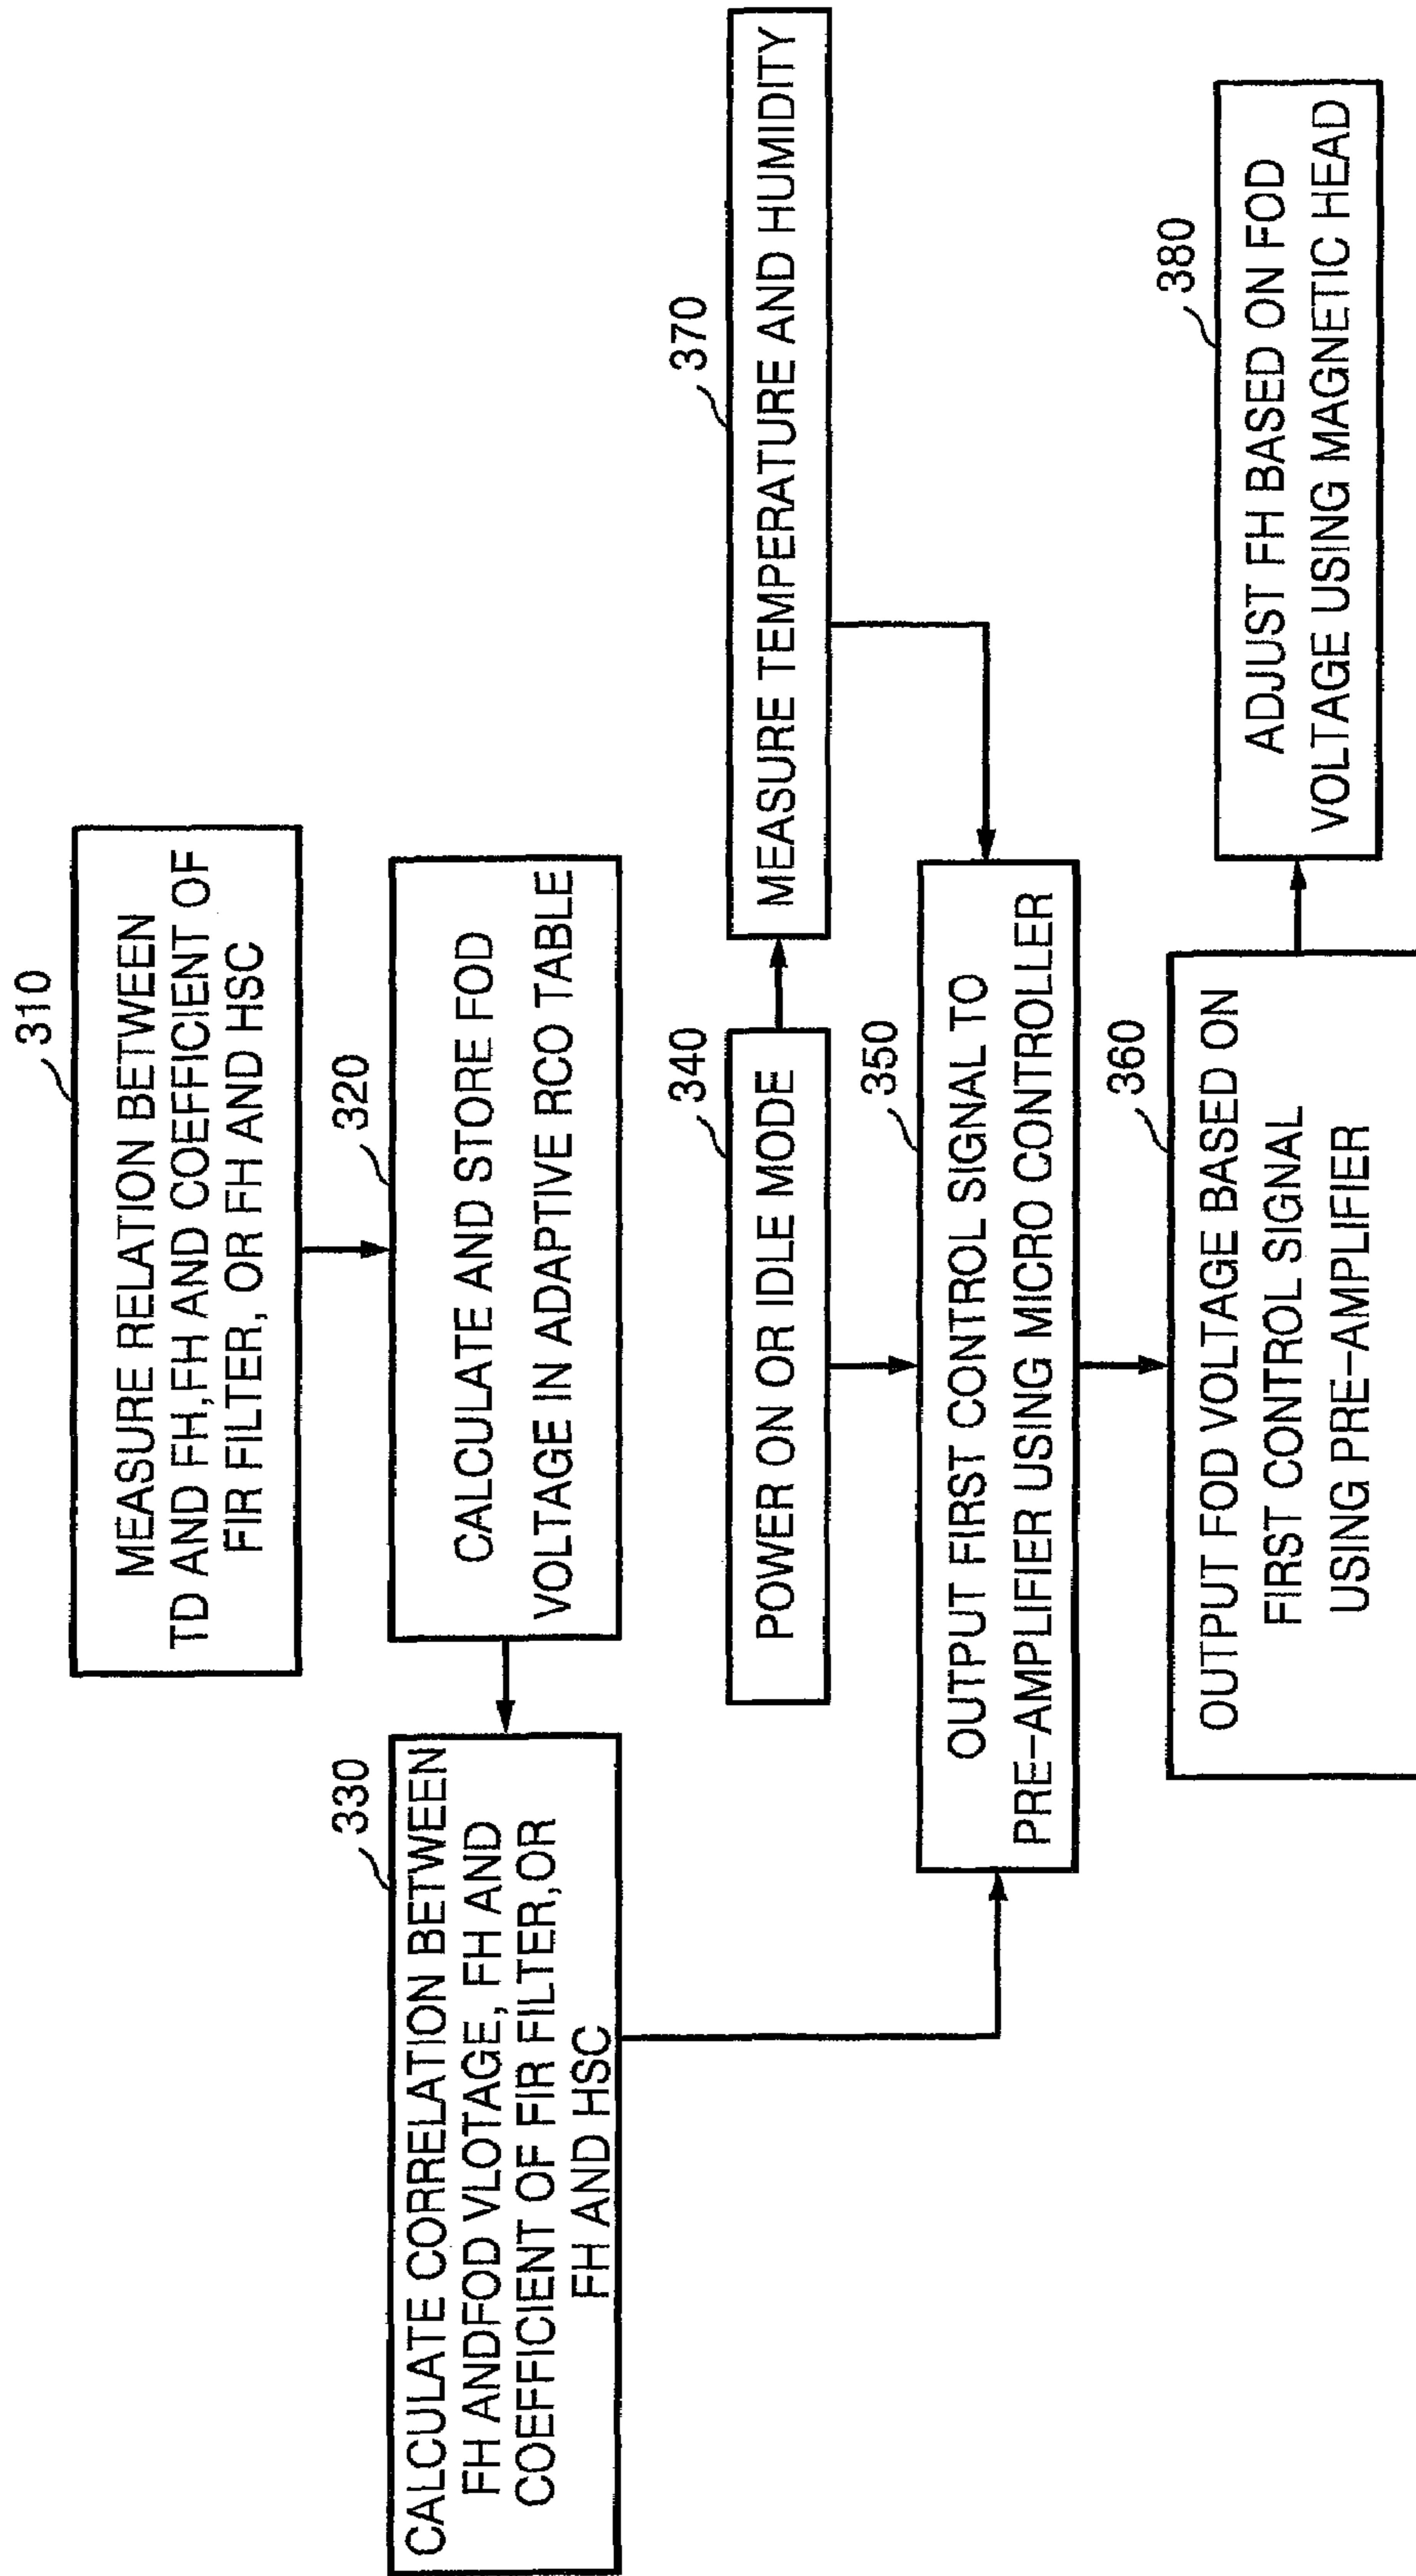 310
MEASURE RELATION BETWEEN
TD AND FH,FH AND COEFFICIENT OF
FIR FILTER, OR FH AND HSC
320
CALCULATE AND STORE FOD
VOLTAGE IN ADAPTIVE RCO TABLE
330
CALCULATE CORRELATION BETWEEN
FH ANDFOD VLOTAGE, FH AND
COEFFICIENT OF FIR FILTER,OR
FH AND HSC
340
POWER ON OR IDLE MODE
370
MEASURE TEMPERATURE AND HUMIDITY
350
OUTPUT FIRST CONTROL SIGNAL TO
PRE-AMPLIFIER USING MICRO CONTROLLER
360
OUTPUT FOD VOLTAGE BASED ON
FIRST CONTROL SIGNAL
USING PRE-AMPLIFIER
380
ADJUST FH BASED ON FOD
VOLTAGE USING MAGNETIC HEAD